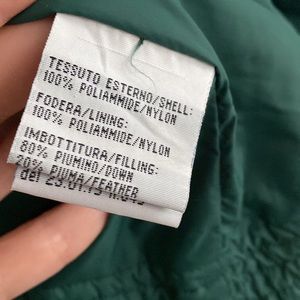 TESSUTO ESTERNO/SHELL:
100% POLIAMMIDE/NYLON
FODERA/LINING:
100% POLIAMMIDE/NYLON
IMBOTTITURA/FILLING:
80% PIUMINO/DOWN
20% PIUMA/FEATHER
del